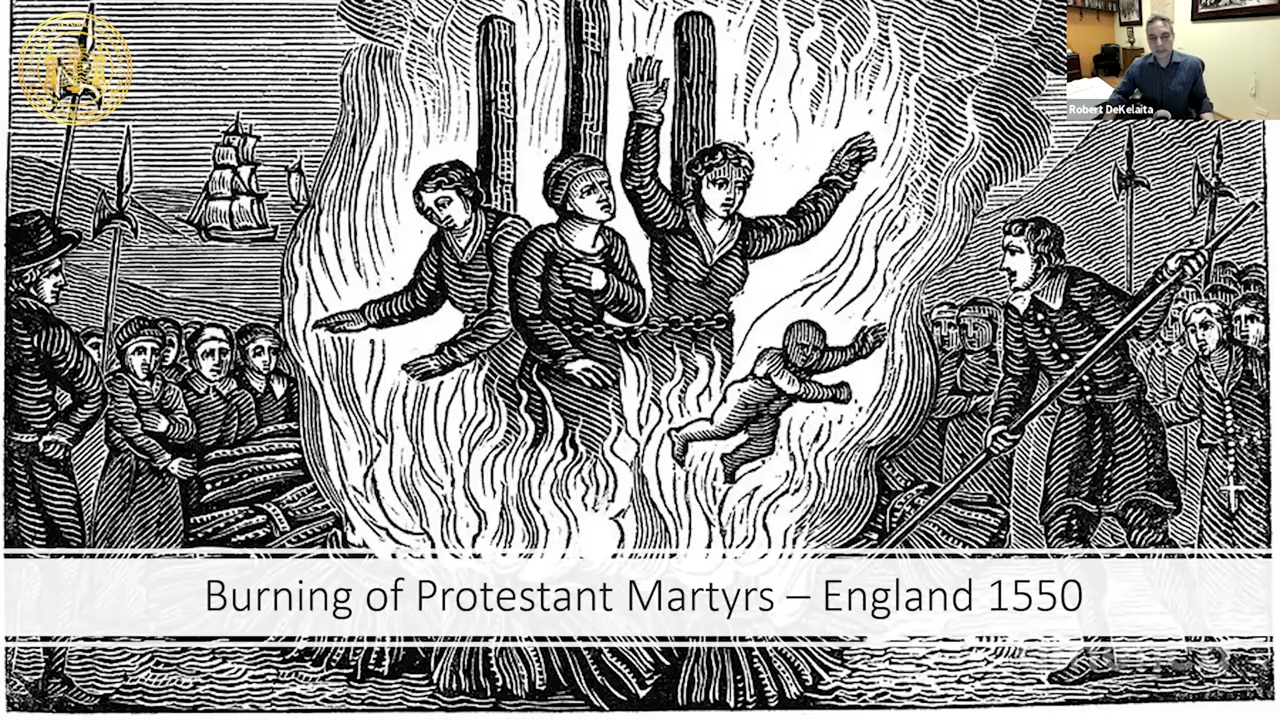 Robert DeKelaita
Burning of Protestant Martyrs – England 1550